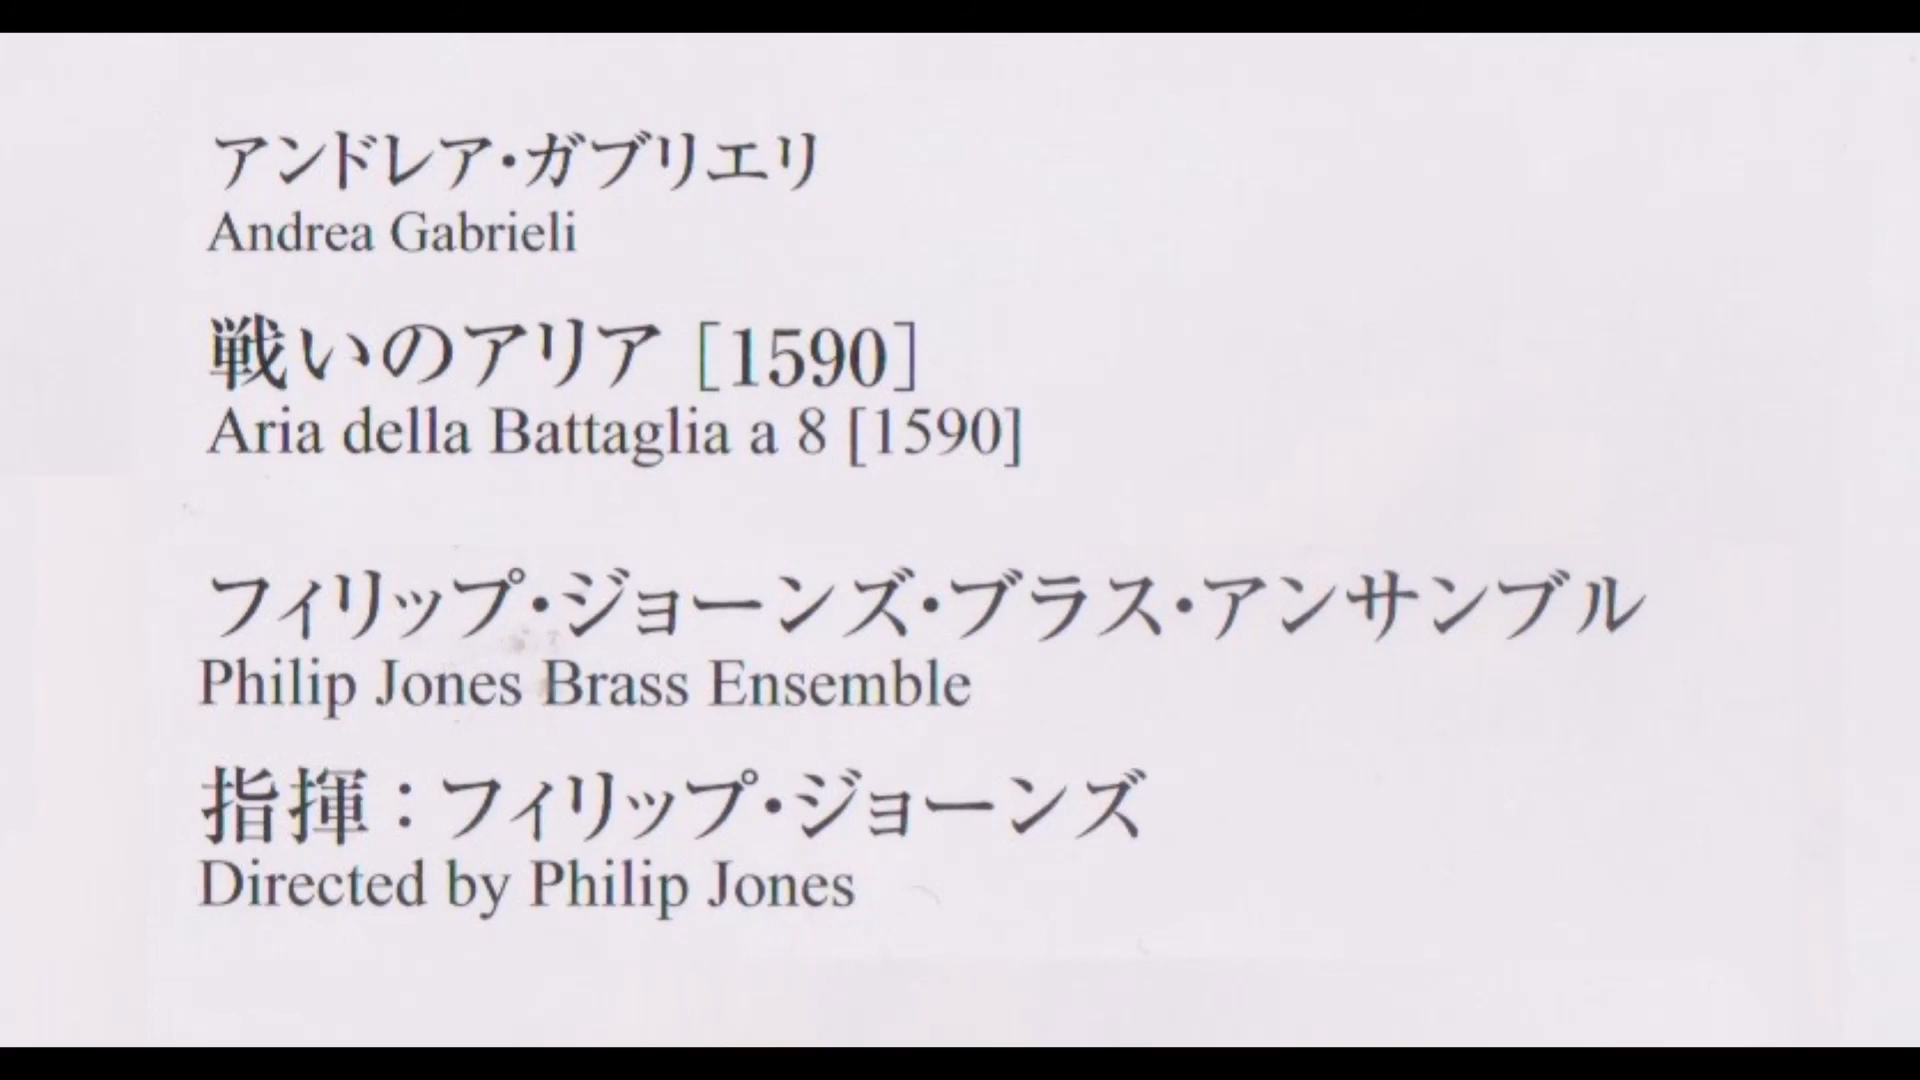 アンドレア・ガブリエリ
Andrea Gabrieli
戦いのアリア [1590]
Aria della Battaglia a 8 [1590]
フィリップ・ジョーンズ・ブラス・アンサンブル
Philip Jones Brass Ensemble
指揮：フィリップ・ジョーンズ
Directed by Philip Jones